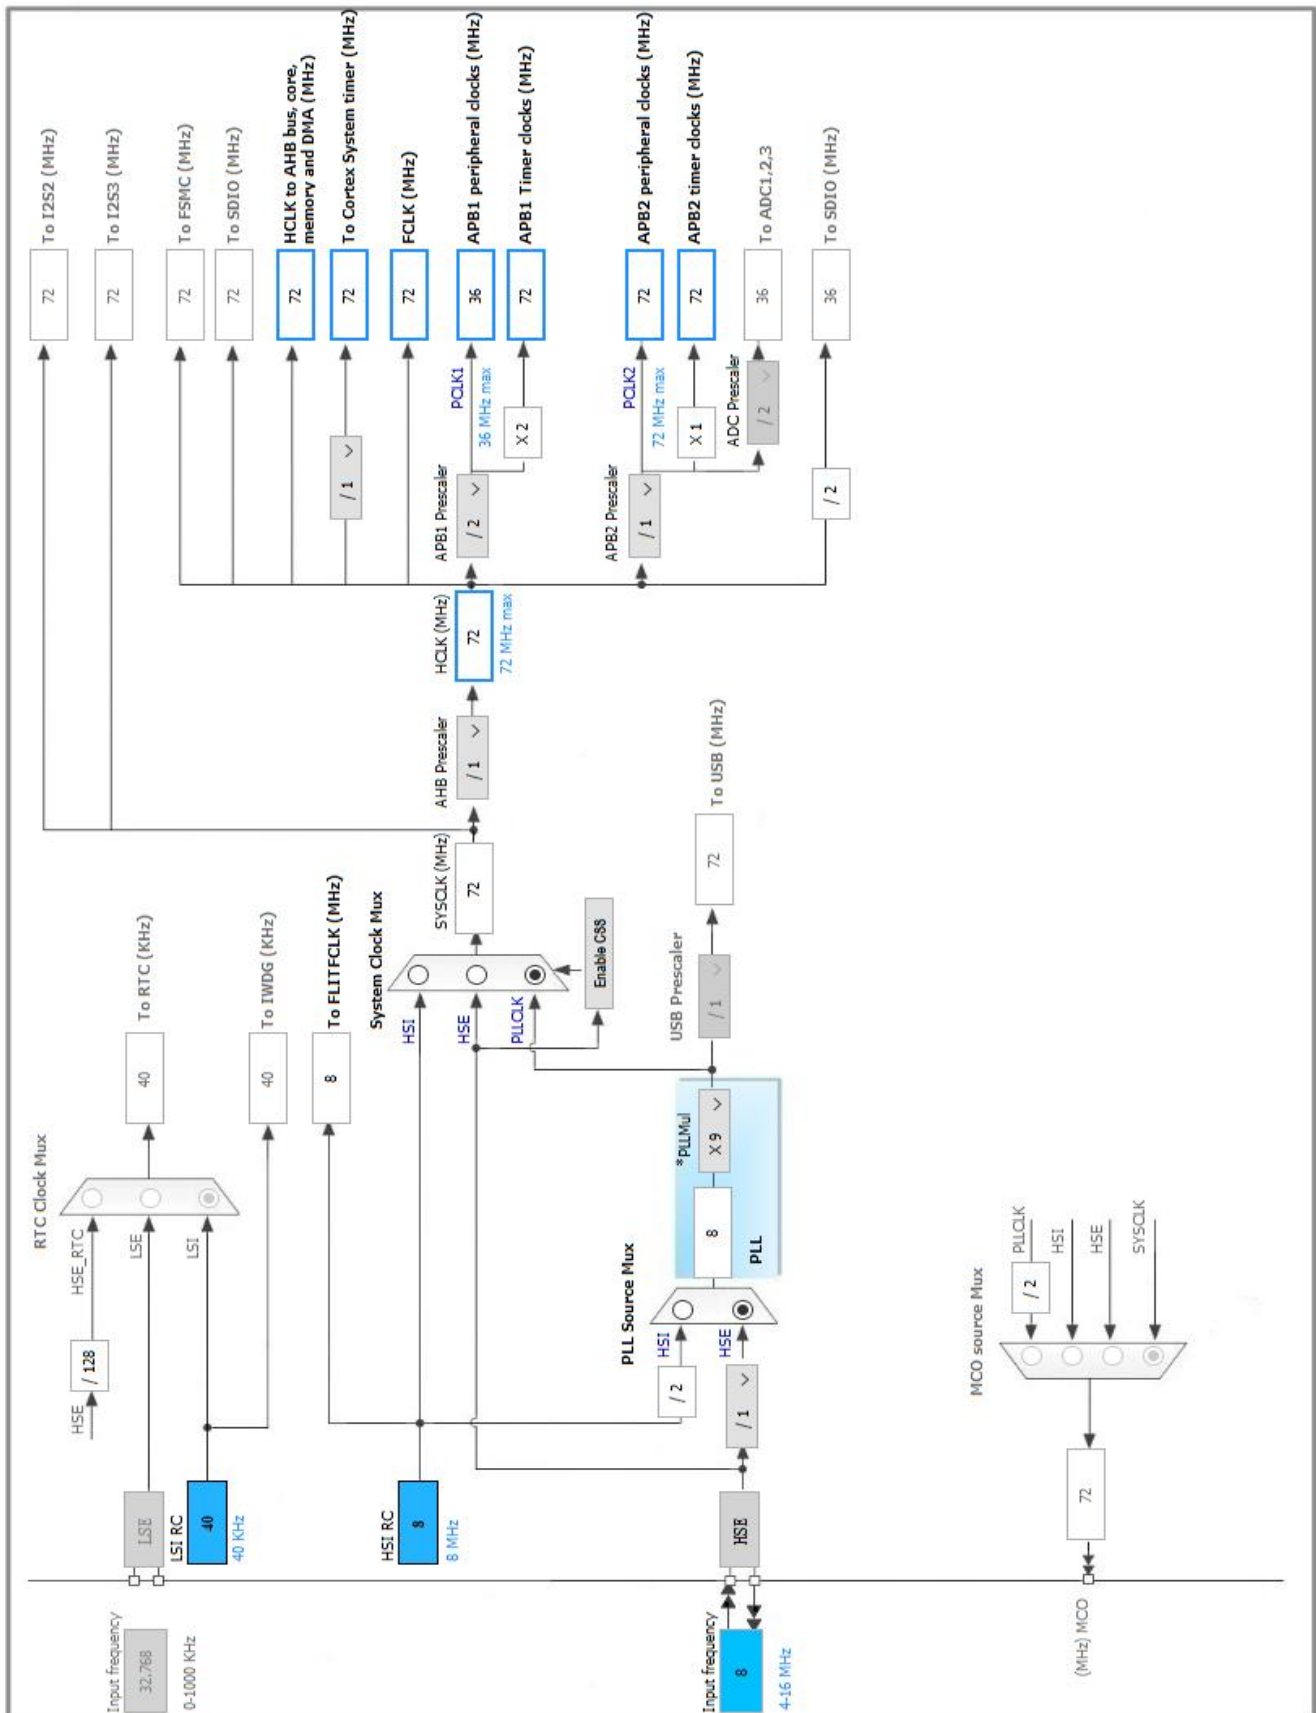 RTC Clock Mux
HSE
/ 128
HSE_RTC
Input frequency
32.768
0-1000 KHz
LSE
LSE
40
To RTC (KHz)
LSI RC
40
40 KHz
LSI
40
To IWDG (KHz)
8
To FLITFCLK (MHz)
HSI RC
8
8 MHz
System Clock Mux
HSI
HSE
PLLCLK
Enable CSS
SYSCLK (MHz)
72
AHB Prescaler
/ 1
HCLK (MHz)
72
72 MHz max
72
To I2S2 (MHz)
72
To I2S3 (MHz)
72
To FSMC (MHz)
72
To SDIO (MHz)
72
HCLK to AHB bus, core,
memory and DMA (MHz)
/ 1
72
To Cortex System timer (MHz)
72
FCLK (MHz)
APB1 Prescaler
/ 2
PCLK1
36 MHz max
36
APB1 peripheral clocks (MHz)
X 2
72
APB1 Timer clocks (MHz)
APB2 Prescaler
/ 1
PCLK2
72 MHz max
72
APB2 peripheral clocks (MHz)
X 1
72
APB2 timer clocks (MHz)
ADC Prescaler
/ 2
36
To ADC1,2,3
/ 2
36
To SDIO (MHz)
PLL Source Mux
/ 2
HSI
Input frequency
8
4-16 MHz
HSE
/ 1
HSE
8
*PLLMul
X 9
PLL
USB Prescaler
/ 1
72
To USB (MHz)
MCO source Mux
/ 2
PLLCLK
HSI
HSE
SYSCLK
72
(MHz) MCO